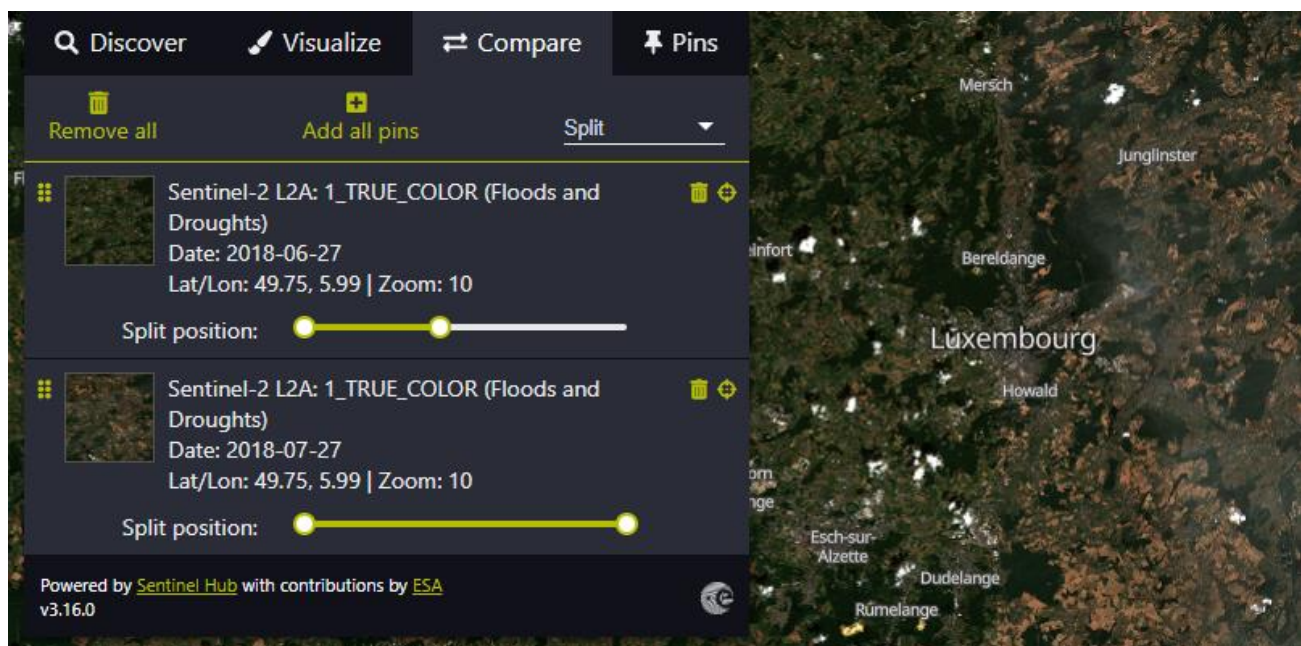 Discover Visualize Compare Pins
Remove all Add all pins Split
Sentinel-2 L2A: 1_TRUE_COLOR (Floods and
Droughts)
Date: 2018-06-27
Lat/Lon: 49.75, 5.99 | Zoom: 10
Split position:
Sentinel-2 L2A: 1_TRUE_COLOR (Floods and
Droughts)
Date: 2018-07-27
Lat/Lon: 49.75, 5.99 | Zoom: 10
Split position:
Powered by Sentinel Hub with contributions by ESA
v3.16.0
Mersch
Junglinster
Bereldange
Luxembourg
Howald
Esch-sur-
Alzette
Dudelange
Rumelange